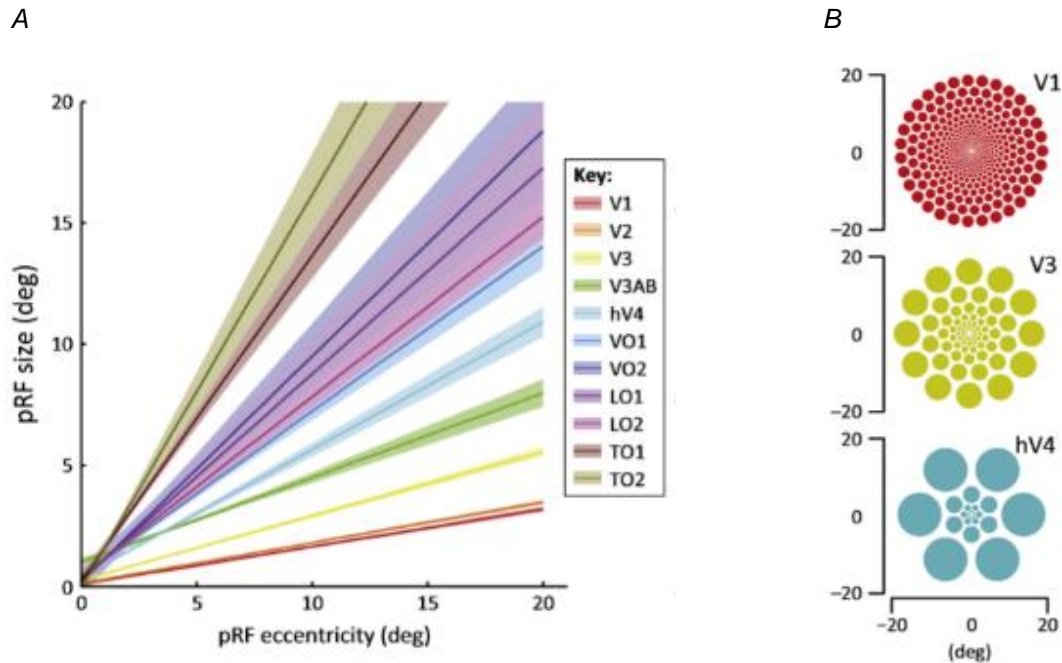 A
B
20
15
10
5
0
pRF size (deg)
0
5
10
15
20
pRF eccentricity (deg)
Key:
V1
V2
V3
V3AB
hV4
VO1
VO2
LO1
LO2
TO1
TO2
V1
20
0
−20
V3
20
0
−20
hV4
20
0
−20
−20
0
20
(deg)